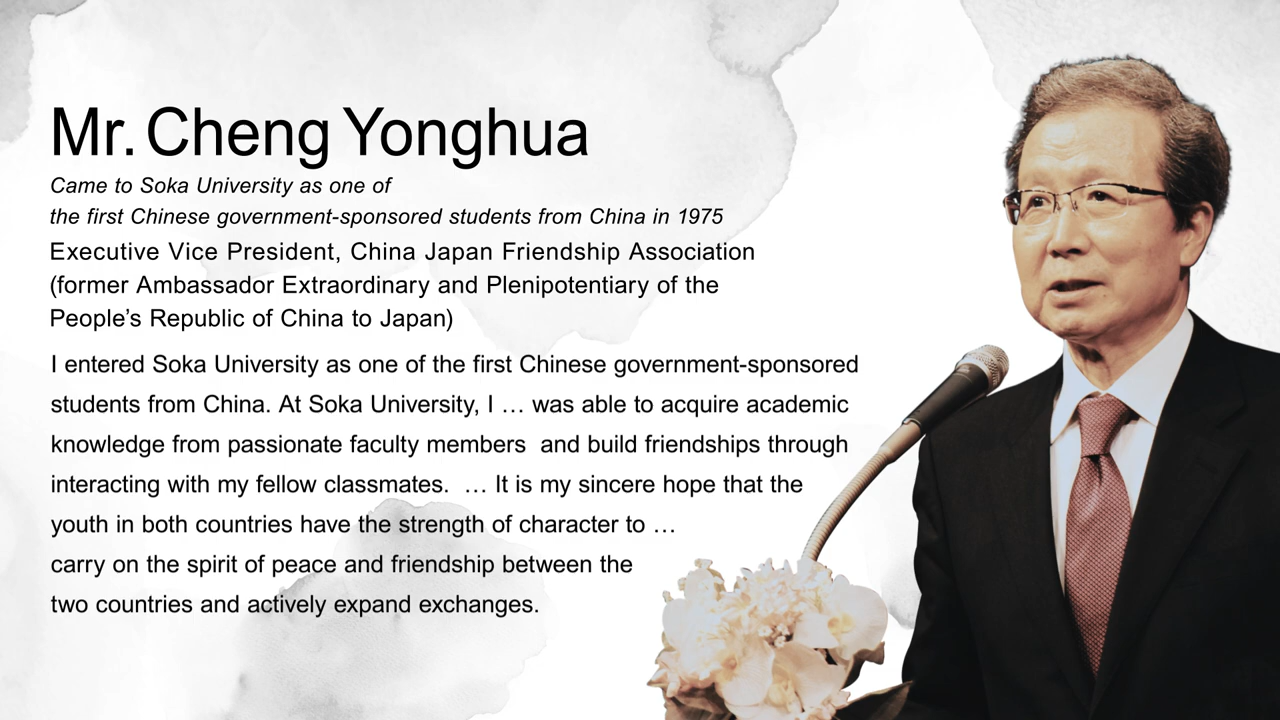 Mr. Cheng Yonghua
Came to Soka University as one of
the first Chinese government-sponsored students from China in 1975
Executive Vice President, China Japan Friendship Association
(former Ambassador Extraordinary and Plenipotentiary of the
People’s Republic of China to Japan)
I entered Soka University as one of the first Chinese government-sponsored
students from China. At Soka University, I … was able to acquire academic
knowledge from passionate faculty members  and build friendships through
interacting with my fellow classmates.  … It is my sincere hope that the
youth in both countries have the strength of character to …
carry on the spirit of peace and friendship between the
two countries and actively expand exchanges.